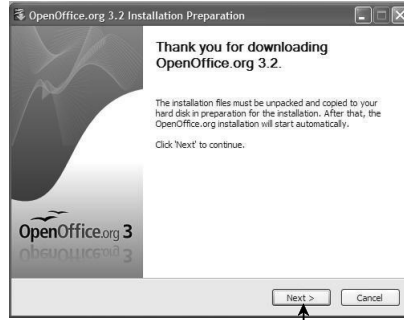 OpenOffice.org 3.2 Installation Preparation
Thank you for downloading
OpenOffice.org 3.2.
The installation files must be unpacked and copied to your
hard disk in preparation for the installation. After that, the
OpenOffice.org installation will start automatically.
Click 'Next' to continue.
OpenOffice.org 3
Next >
Cancel